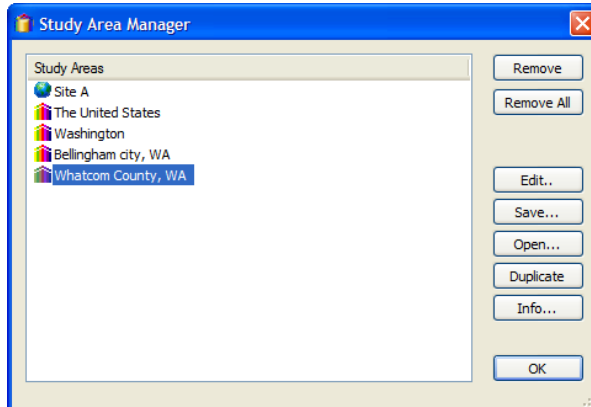 Study Area Manager
Study Areas
Site A
The United States
Washington
Bellingham city, WA
Whatcom County, WA
Remove
Remove All
Edit..
Save...
Open...
Duplicate
Info...
OK